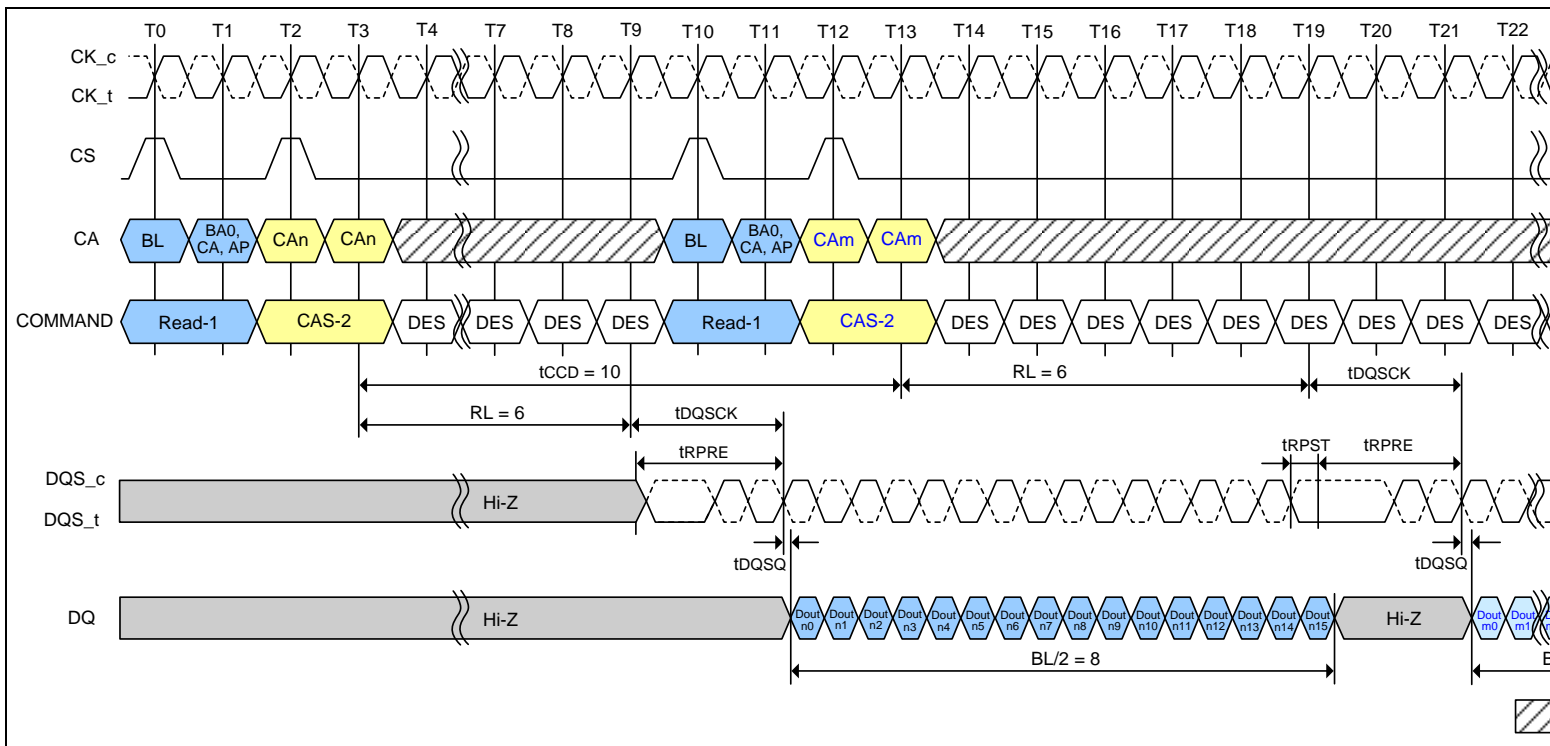 T0 T1 T2 T3 T4 T7 T8 T9 T10 T11 T12 T13 T14 T15 T16 T17 T18 T19 T20 T21 T22
CK_c
CK_t
CS
CA BL BA0, CA, AP CAn CAn BL BA0, CA, AP CAm CAm
COMMAND Read-1 CAS-2 DES DES DES DES Read-1 CAS-2 DES DES DES DES DES DES DES DES DES
tCCD = 10 RL = 6 tDQSCK
RL = 6 tDQSCK
tRPRE tRPST tRPRE
DQS_c
Hi-Z
DQS_t
tDQSQ tDQSQ
DQ Hi-Z Dout n0 Dout n1 Dout n2 Dout n3 Dout n4 Dout n5 Dout n6 Dout n7 Dout n8 Dout n9 Dout n10 Dout n11 Dout n12 Dout n13 Dout n14 Dout n15 Hi-Z Dout m0 Dout m1
BL/2 = 8